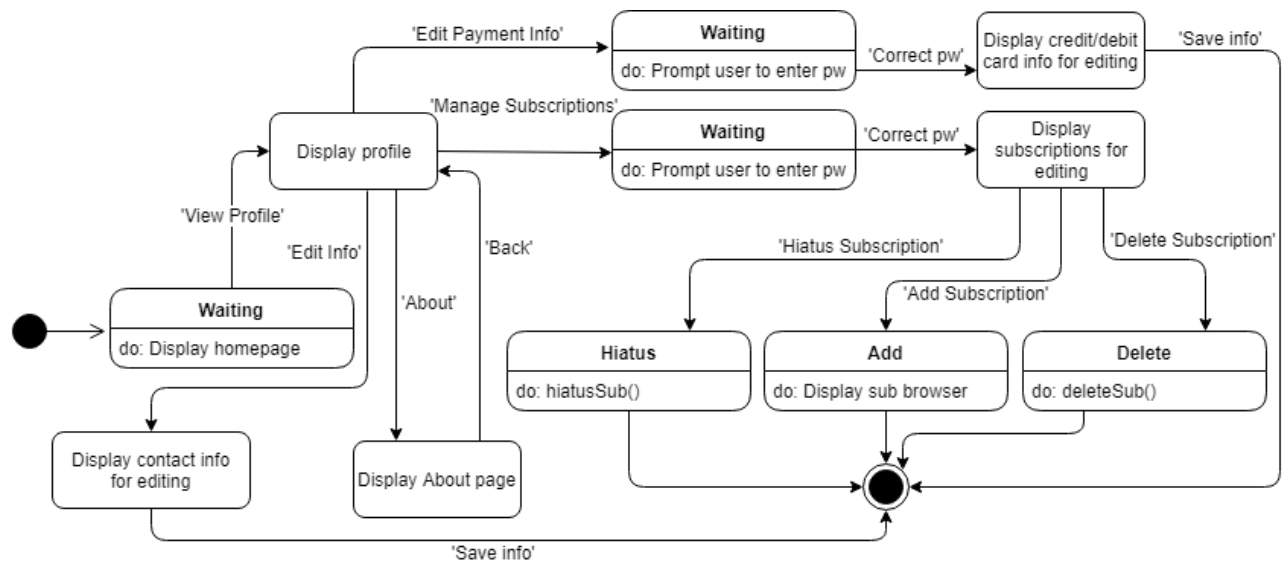 'Edit Payment Info'
Waiting
do: Prompt user to enter pw
'Correct pw'
Display credit/debit
card info for editing
'Save info'
'Manage Subscriptions'
Display profile
Waiting
do: Prompt user to enter pw
'Correct pw'
Display
subscriptions for
editing
'View Profile'
'Edit Info'
'Back'
'About'
'Hiatus Subscription'
'Add Subscription'
'Delete Subscription'
Waiting
do: Display homepage
Hiatus
do: hiatusSub()
Add
do: Display sub browser
Delete
do: deleteSub()
Display contact info
for editing
Display About page
'Save info'